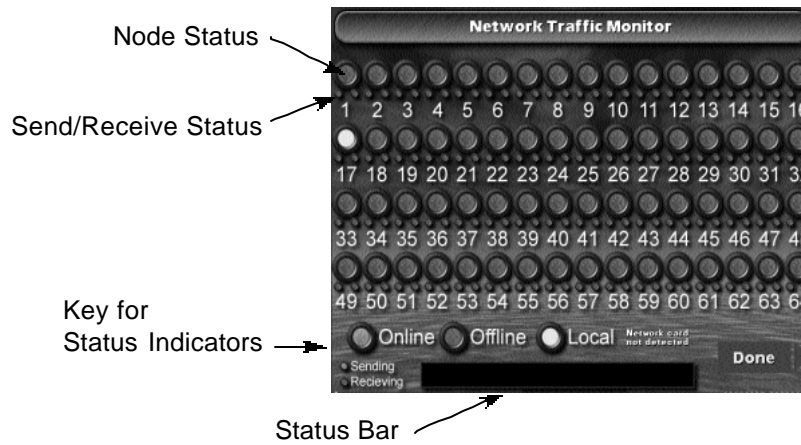 Network Traffic Monitor
Node Status
Send/Receive Status
1 2 3 4 5 6 7 8 9 10 11 12 13 14 15
17 18 19 20 21 22 23 24 25 26 27 28 29 30 31
33 34 35 36 37 38 39 40 41 42 43 44 45 46 47
49 50 51 52 53 54 55 56 57 58 59 60 61 62 63
Key for
Status Indicators
Online Offline Local Network card
not detected
Done
Sending
Recieving
Status Bar